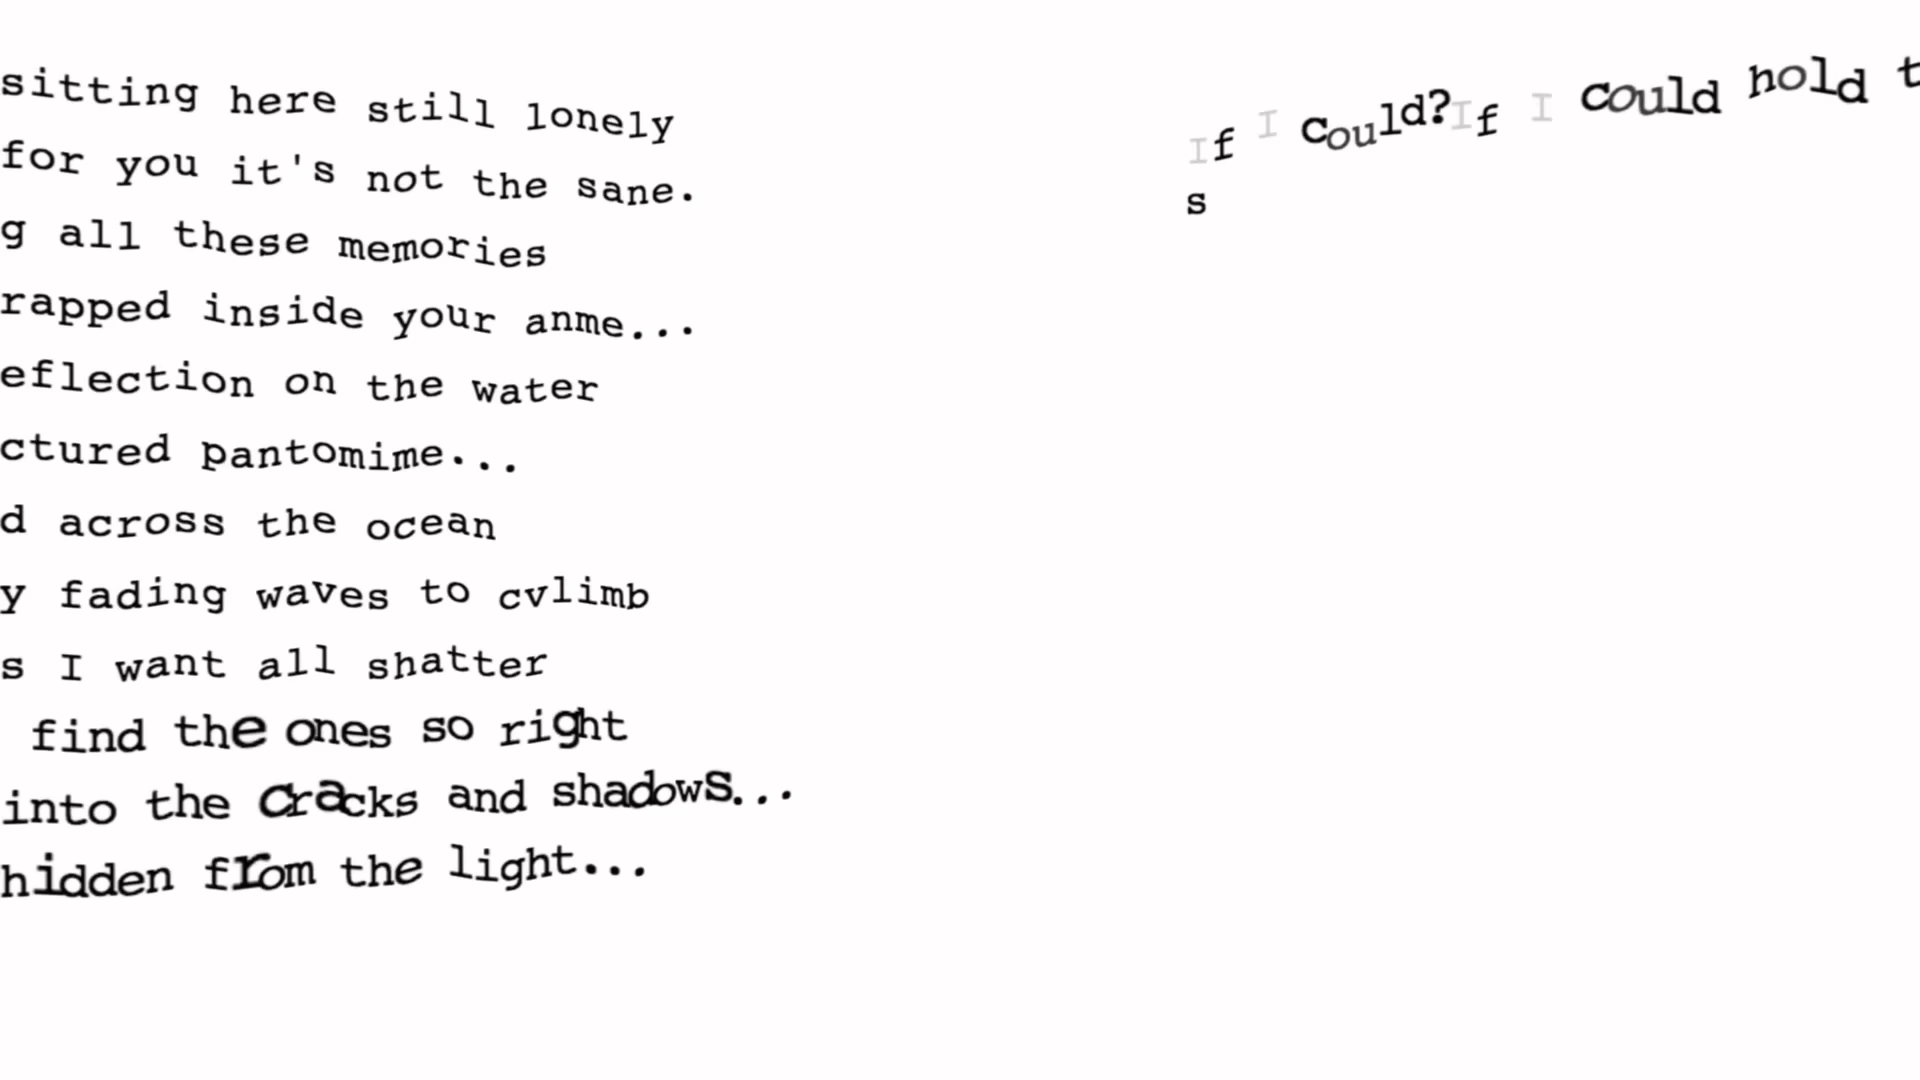 sitting here still lonely
for you it's not the sane.
g all these memories
rapped inside your anme...
eflection on the water
ctured pantomime...
d across the ocean
y fading waves to cvlimb
s I want all shatter
find the ones so right
into the cracks and shadows...
hidden from the light...
If I could?If I could hold t
s